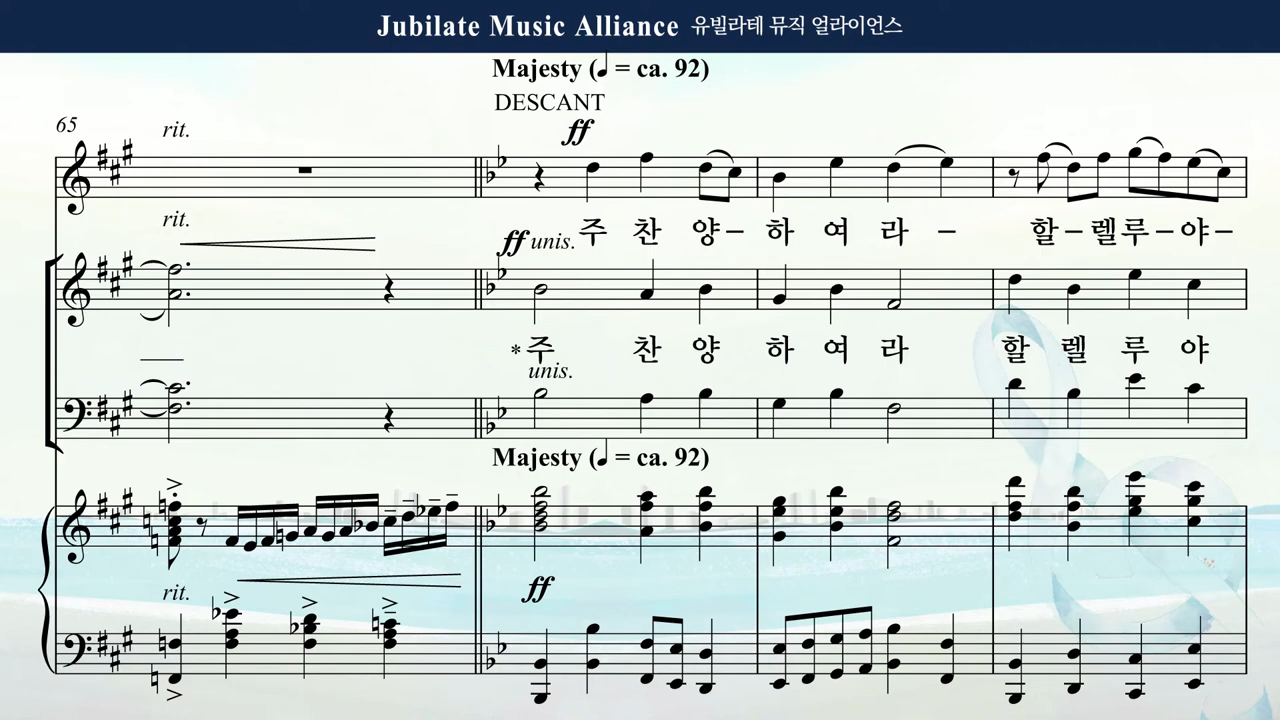 Jubilate Music Alliance 유빌라테 뮤직 얼라이언스
Majesty (♩ = ca. 92)
DESCANT
65
rit.
ff
주 찬 양 – 하 여 라 – 할 – 렐 루 – 야 –
rit.
ff unis.
* 주 찬 양 하 여 라 할 렐 루 야
unis.
Majesty (♩ = ca. 92)
rit.
ff